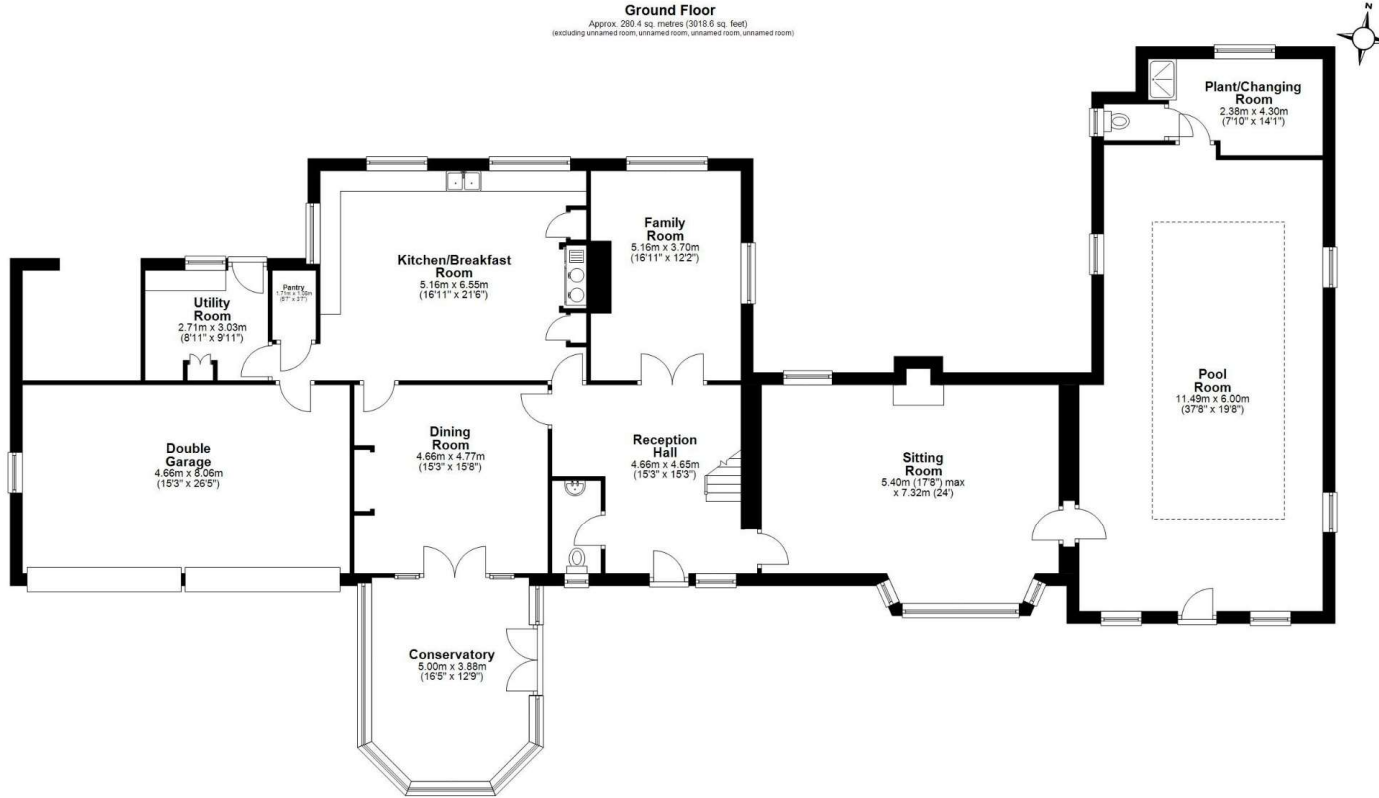 Ground Floor
Approx. 280.4 sq. metres (3018.6 sq. feet)
(excluding unnamed room, unnamed room, unnamed room, unnamed room)
N
Plant/Changing
Room
2.38m x 4.30m
(7'10" x 14'1")
Family
Room
5.16m x 3.70m
(16'11" x 12'2")
Kitchen/Breakfast
Room
5.16m x 6.55m
(16'11" x 21'6")
Pantry
Utility
Room
2.71m x 3.03m
(8'11" x 9'11")
Pool
Room
11.49m x 6.00m
(37'8" x 19'8")
Double
Garage
4.66m x 8.06m
(15'3" x 26'5")
Dining
Room
4.66m x 4.77m
(15'3" x 15'8")
Reception
Hall
4.66m x 4.65m
(15'3" x 15'3")
Sitting
Room
5.40m (17'8") max
x 7.32m (24')
Conservatory
5.00m x 3.88m
(16'5" x 12'9")